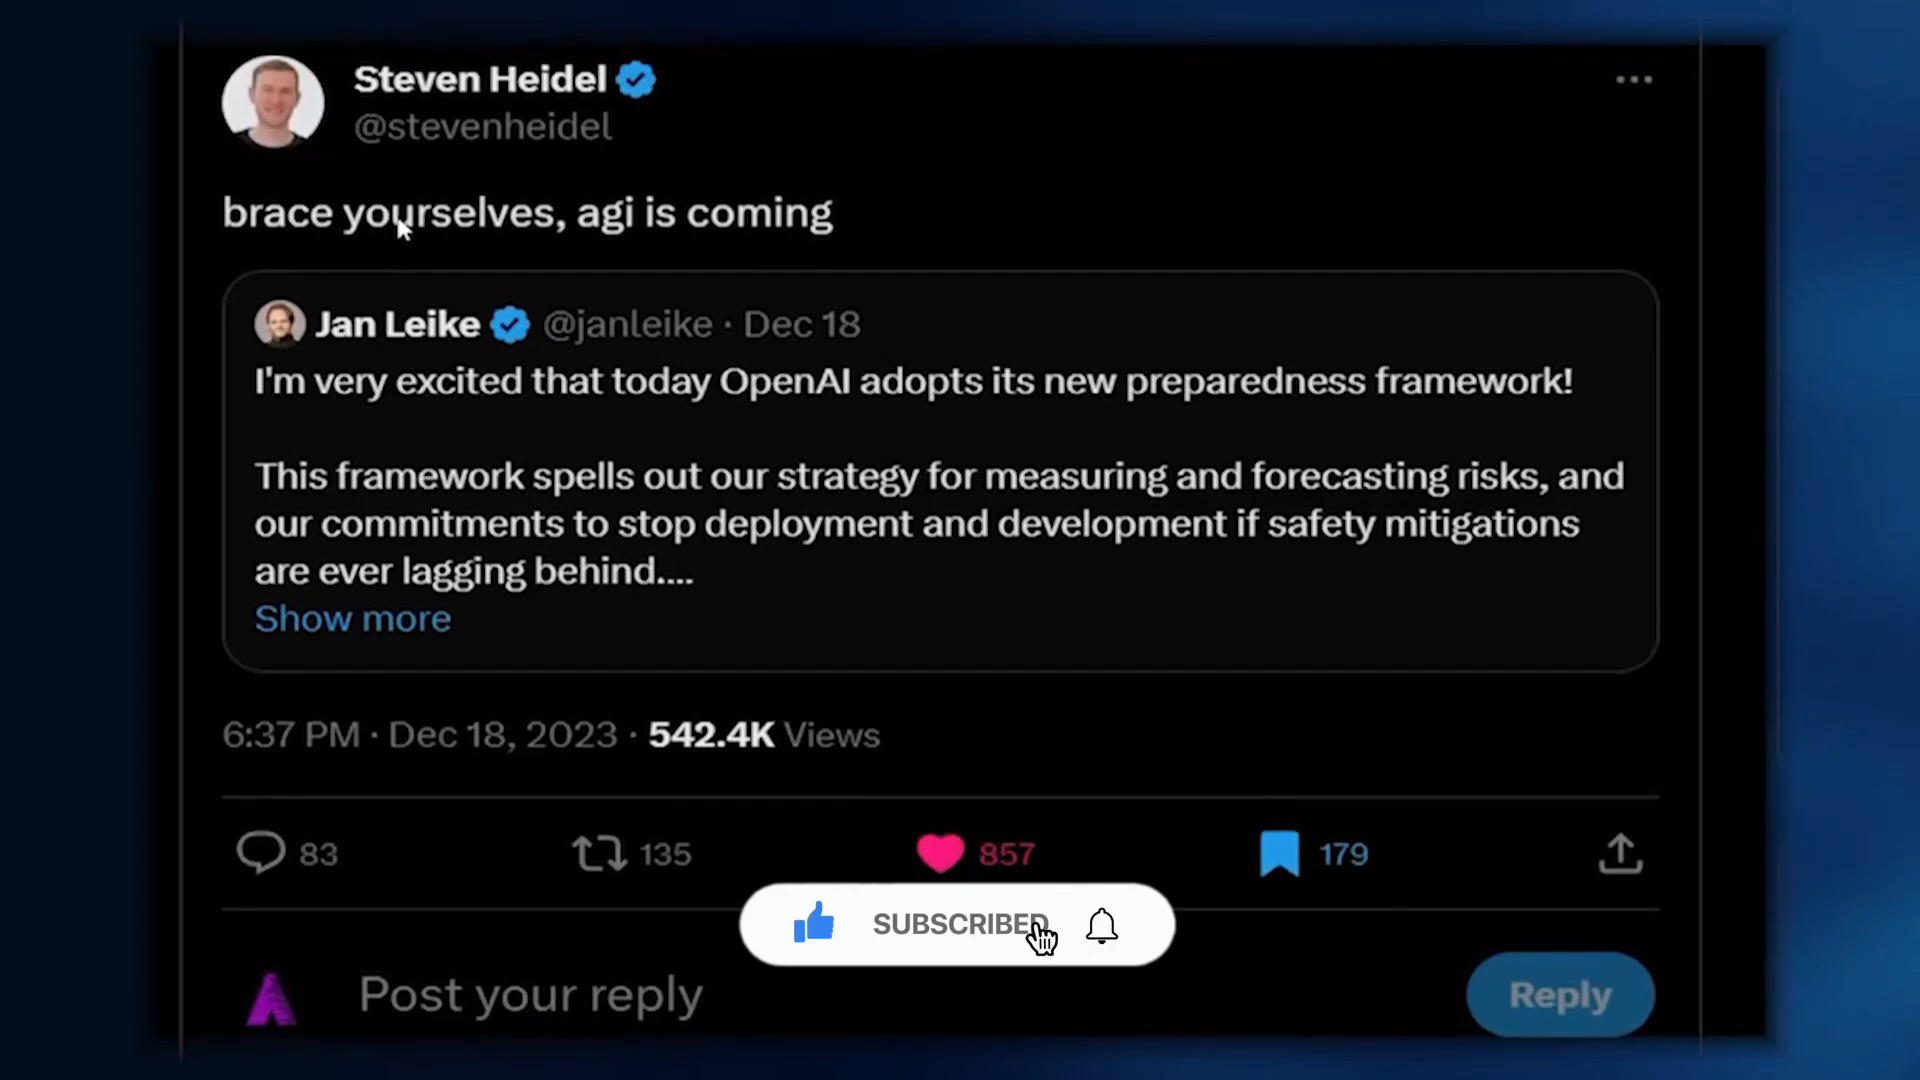 Steven Heidel
@stevenheidel
brace yourselves, agi is coming
Jan Leike @janleike · Dec 18
I'm very excited that today OpenAI adopts its new preparedness framework!
This framework spells out our strategy for measuring and forecasting risks, and
our commitments to stop deployment and development if safety mitigations
are ever lagging behind....
Show more
6:37 PM · Dec 18, 2023 · 542.4K Views
83 135 857 179
SUBSCRIBED
Post your reply Reply